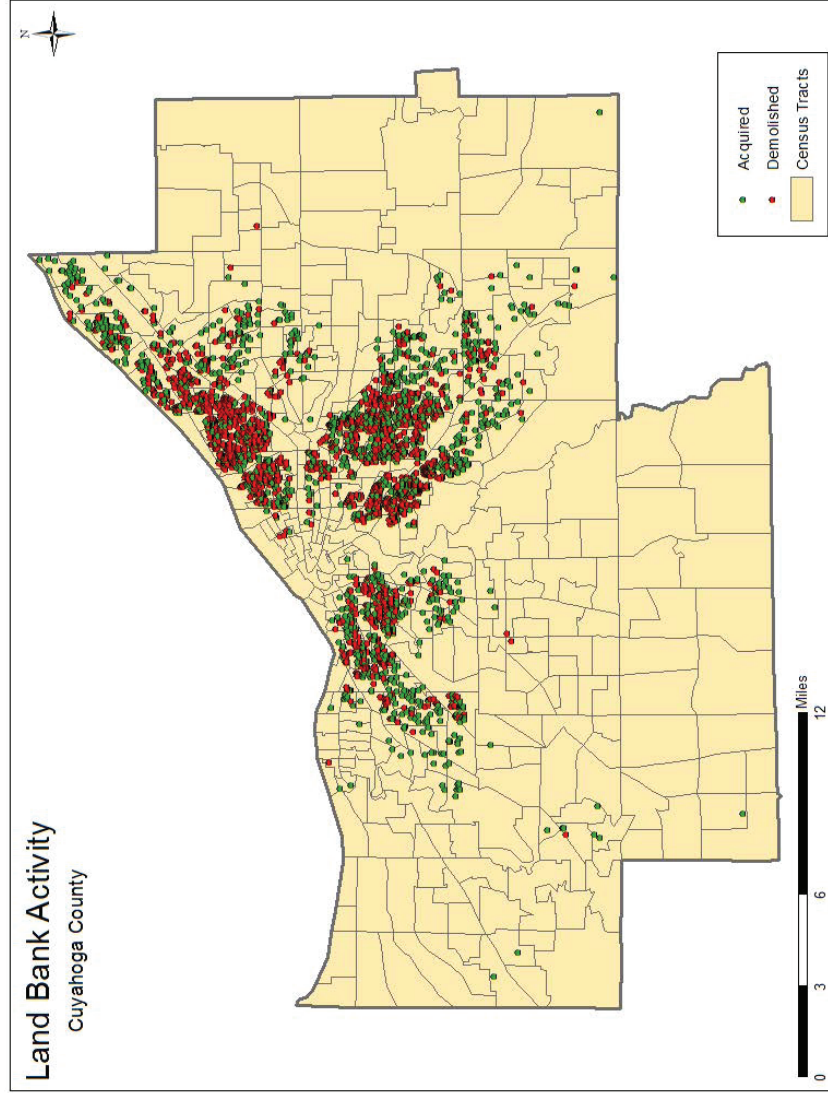 Land Bank Activity
Cuyahoga County
N
Acquired
Demolished
Census Tracts
Miles
0 3 6 12